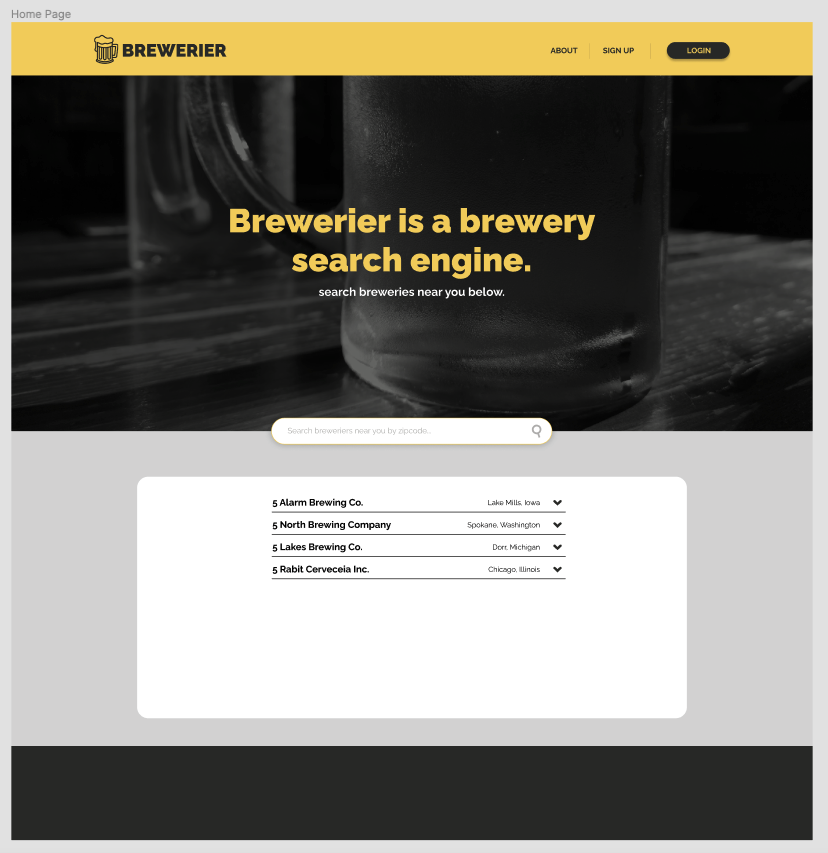 Home Page
BREWERIER
ABOUT
SIGN UP
LOGIN
Brewerier is a brewery
search engine.
search breweries near you below.
Search breweriers near you by zipcode...
5 Alarm Brewing Co.
Lake Mills, Iowa
5 North Brewing Company
Spokane, Washington
5 Lakes Brewing Co.
Dorr, Michigan
5 Rabit Cerveceia Inc.
Chicago, Illinois